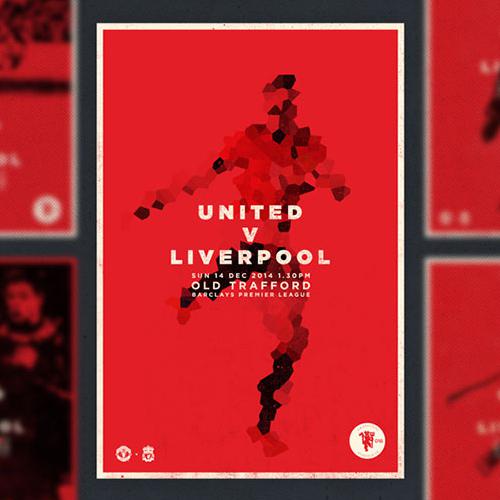 UNITED
V
LIVERPOOL
SUN 14 DEC 2014 1.30PM
OLD TRAFFORD
BARCLAYS PREMIER LEAGUE